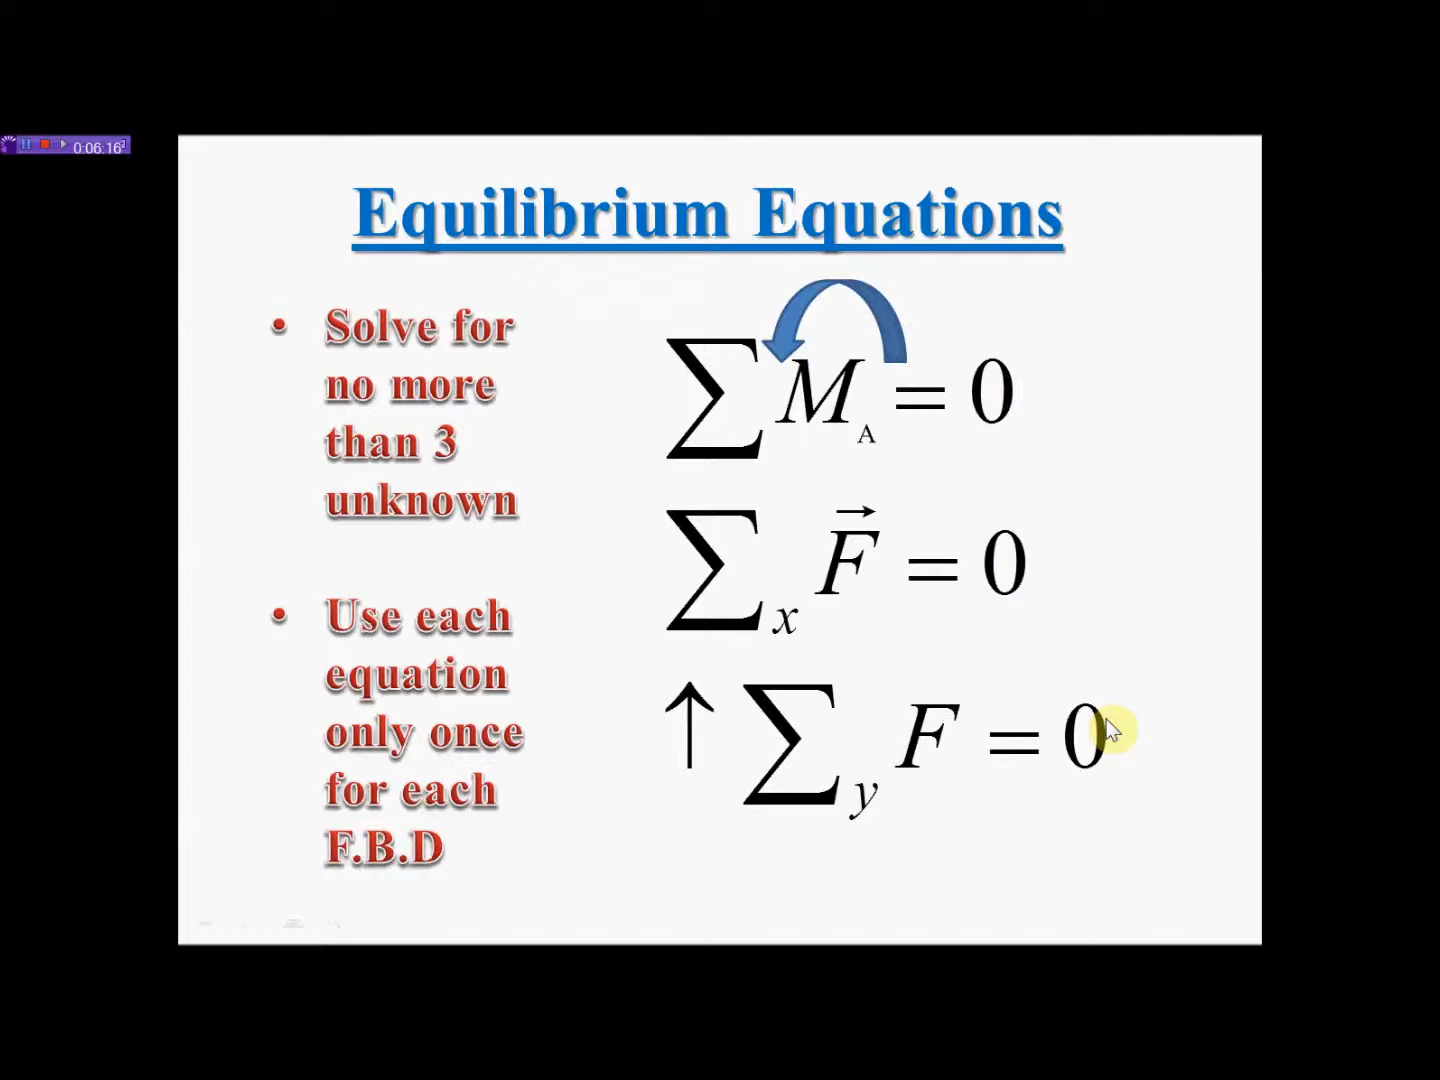 0:06:16
Equilibrium Equations
• Solve for
no more
than 3
unknown
• Use each
equation
only once
for each
F.B.D
∑ M_A = 0
∑_x F⃗ = 0
↑ ∑_y F = 0